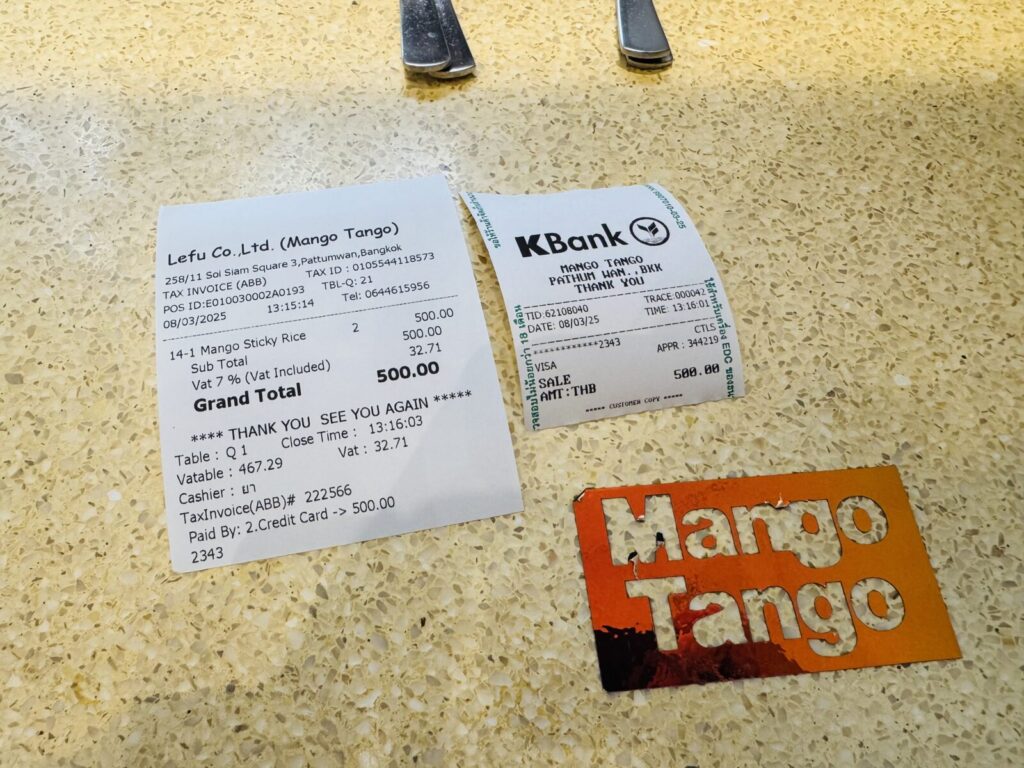 Lefu Co.,Ltd. (Mango Tango)
258/11 Soi Siam Square 3,Pattumwan,Bangkok
TAX INVOICE (ABB) TAX ID : 0105544118573
POS ID:E010030002A0193 TBL-Q: 21
08/03/2025 13:15:14 Tel: 0644615956
14-1 Mango Sticky Rice 2 500.00
Sub Total 500.00
Vat 7 % (Vat Included) 32.71
Grand Total 500.00
**** THANK YOU SEE YOU AGAIN *****
Table : Q 1 Close Time : 13:16:03
Vatable : 467.29 Vat : 32.71
Cashier : ยา
TaxInvoice(ABB)# 222566
Paid By: 2.Credit Card -> 500.00
2343
KBank
MANGO TANGO
PATHUM WAN.,BKK
THANK YOU
TID:62108040 TRACE:000042
DATE: 08/03/25 TIME: 13:16:01
CTLS
************2343 APPR : 344219
VISA
SALE
AMT:THB 500.00
***** CUSTOMER COPY *****
Mango
Tango